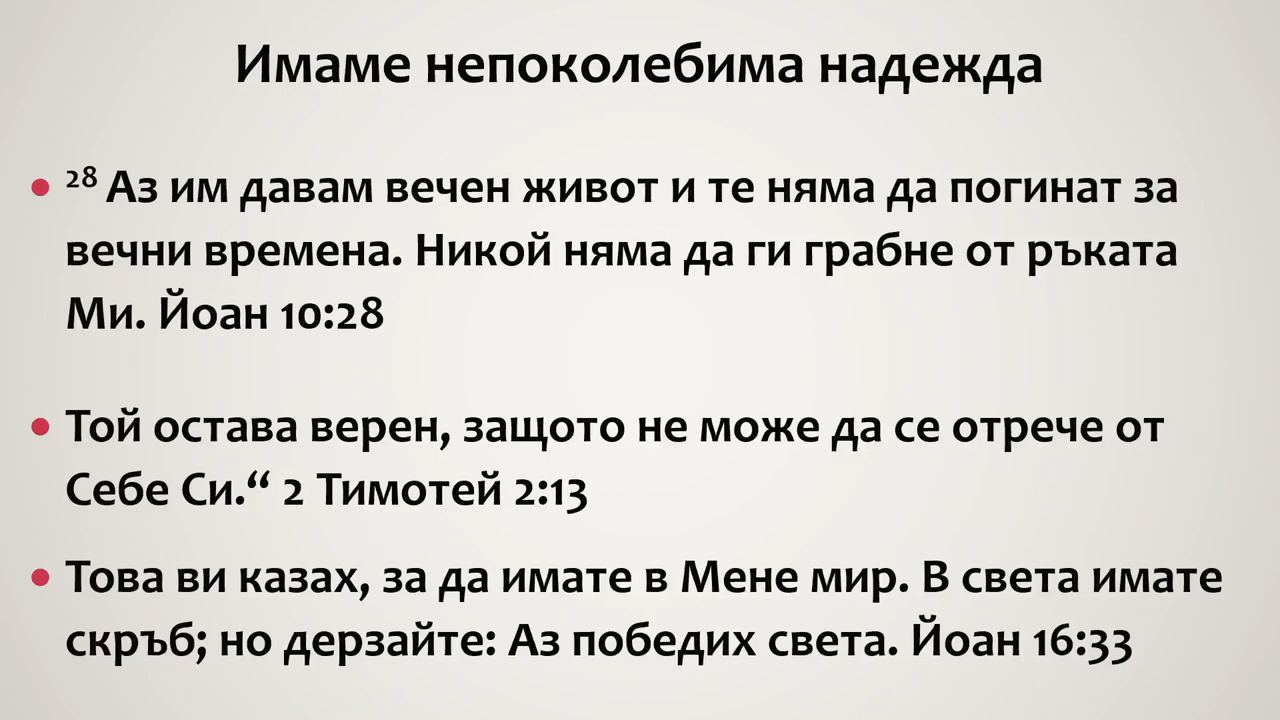 Имаме непоколебима надежда
• 28 Аз им давам вечен живот и те няма да погинат за
вечни времена. Никой няма да ги грабне от ръката
Ми. Йоан 10:28
• Той остава верен, защото не може да се отрече от
Себе Си.“ 2 Тимотей 2:13
• Това ви казах, за да имате в Мене мир. В света имате
скръб; но дерзайте: Аз победих света. Йоан 16:33